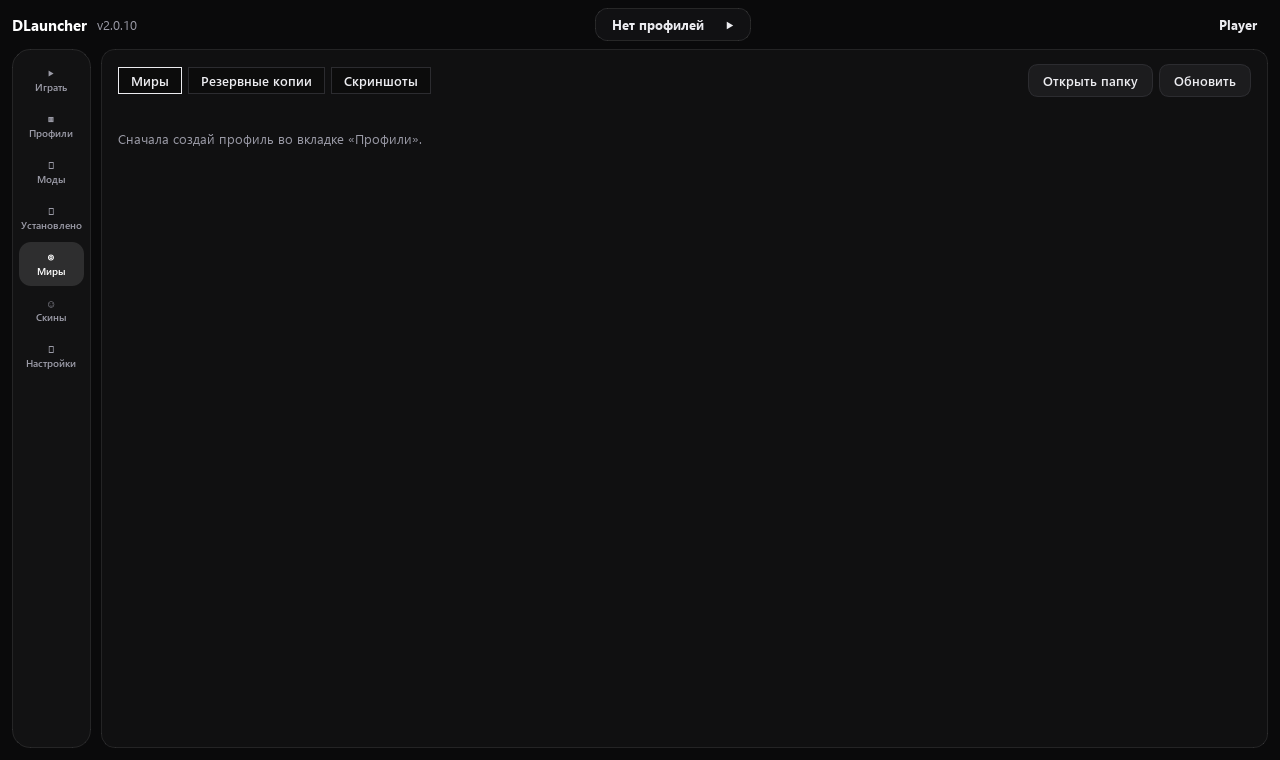 DLauncher v2.0.10
Нет профилей
Player
Играть
Профили
Моды
Установлено
Миры
Скины
Настройки
Миры
Резервные копии
Скриншоты
Открыть папку
Обновить
Сначала создай профиль во вкладке «Профили».